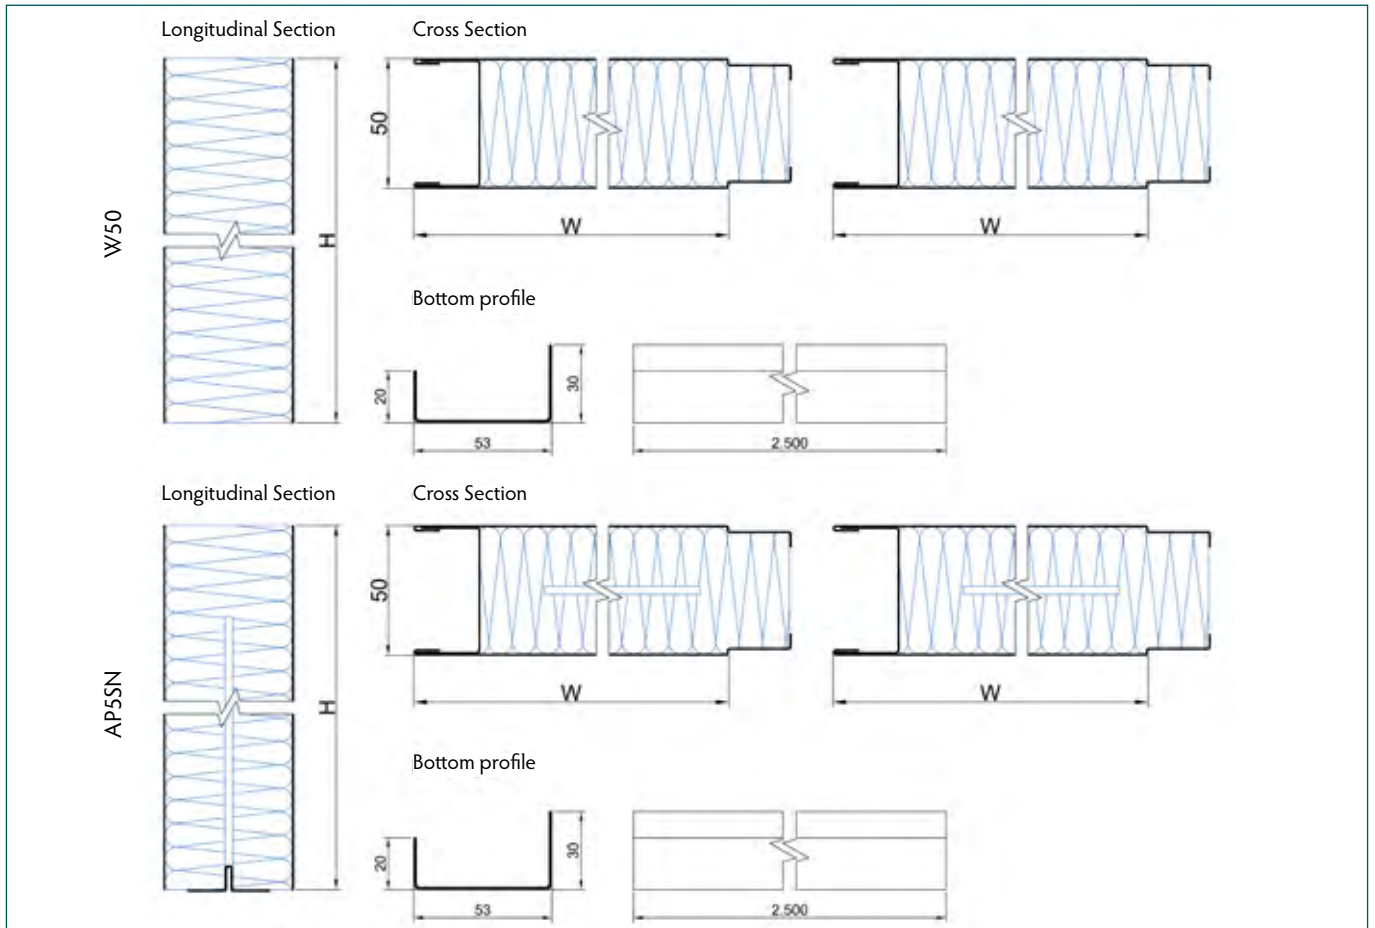 Longitudinal Section
Cross Section
50
W
W
H
W50
Bottom profile
20
30
53
2.500
Longitudinal Section
Cross Section
50
W
W
H
AP5SN
Bottom profile
20
30
53
2.500